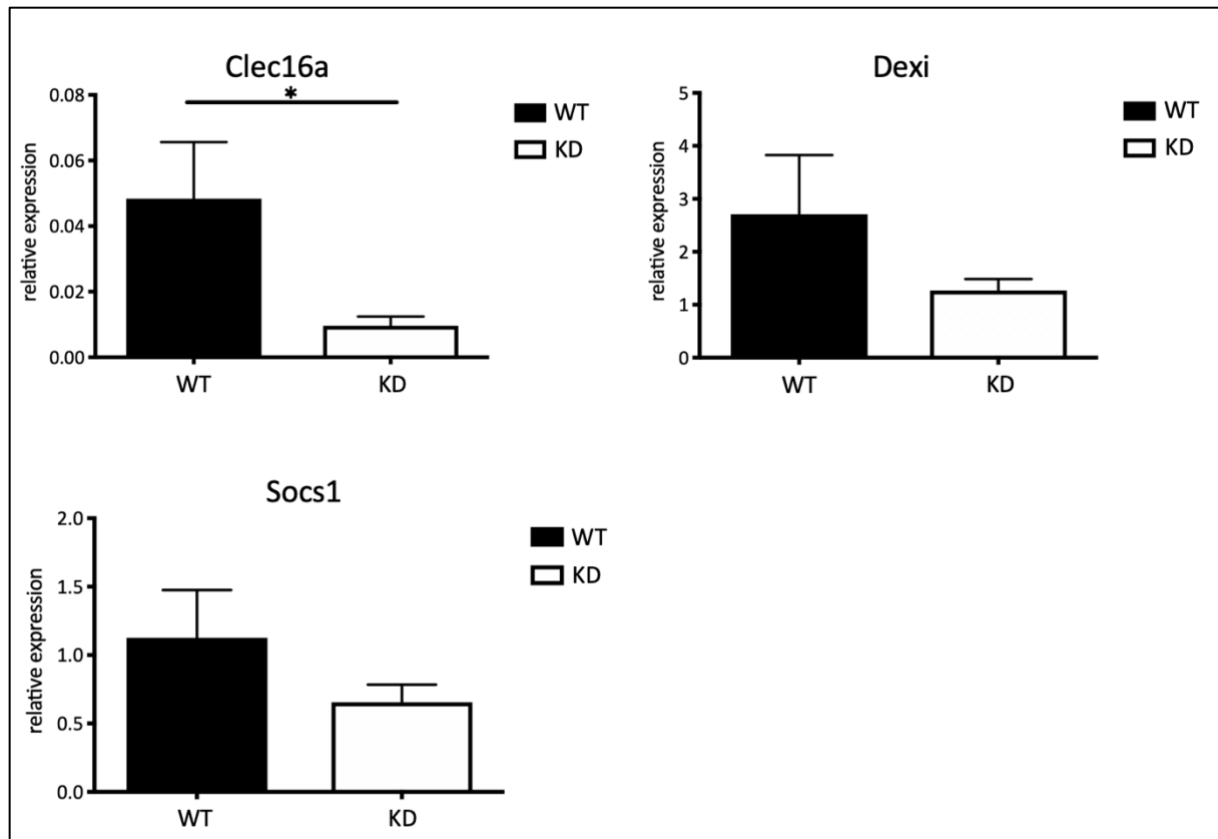 Clec16a
*
0.08
0.06
0.04
0.02
0.00
relative expression
WT
KD
WT
KD
Dexi
5
4
3
2
1
0
relative expression
WT
KD
WT
KD
Socs1
2.0
1.5
1.0
0.5
0.0
relative expression
WT
KD
WT
KD